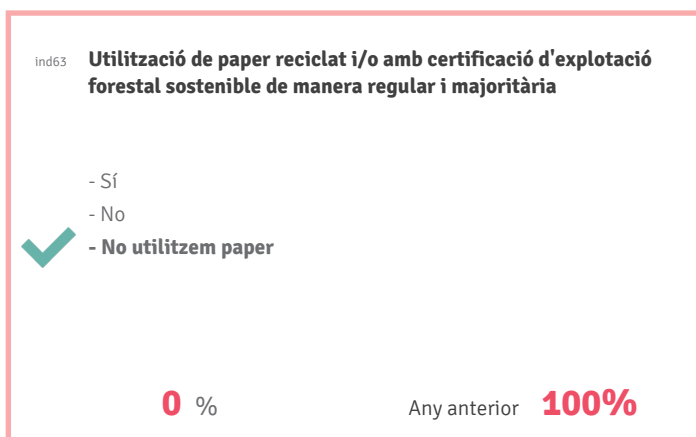 ind63 Utilització de paper reciclat i/o amb certificació d'explotació
forestal sostenible de manera regular i majoritària
- Sí
- No
- No utilitzem paper
0 % Any anterior 100%